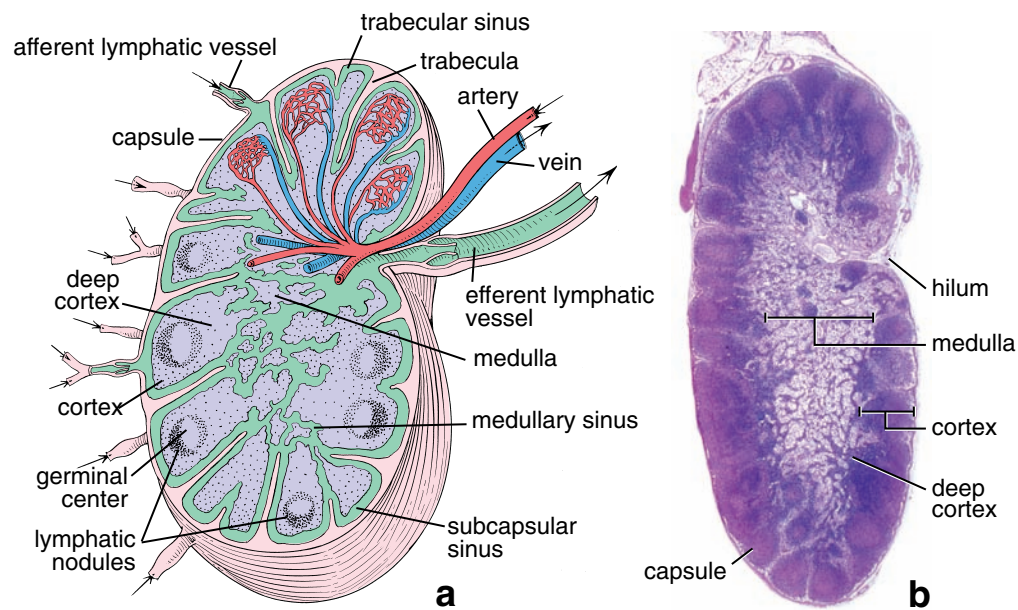 trabecular sinus
afferent lymphatic vessel
trabecula
artery
capsule
vein
deep
cortex
efferent lymphatic
vessel
medulla
cortex
medullary sinus
germinal
center
subcapsular
sinus
lymphatic
nodules
a
hilum
medulla
cortex
deep
cortex
capsule
b